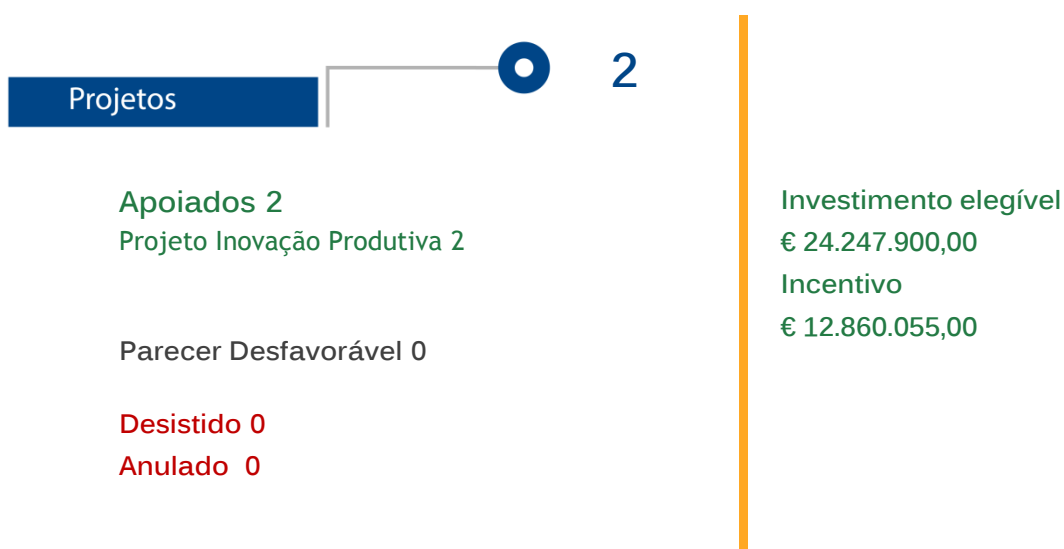 Projetos
2
Apoiados 2
Projeto Inovação Produtiva 2
Parecer Desfavorável 0
Desistido 0
Anulado 0
Investimento elegível
€ 24.247.900,00
Incentivo
€ 12.860.055,00